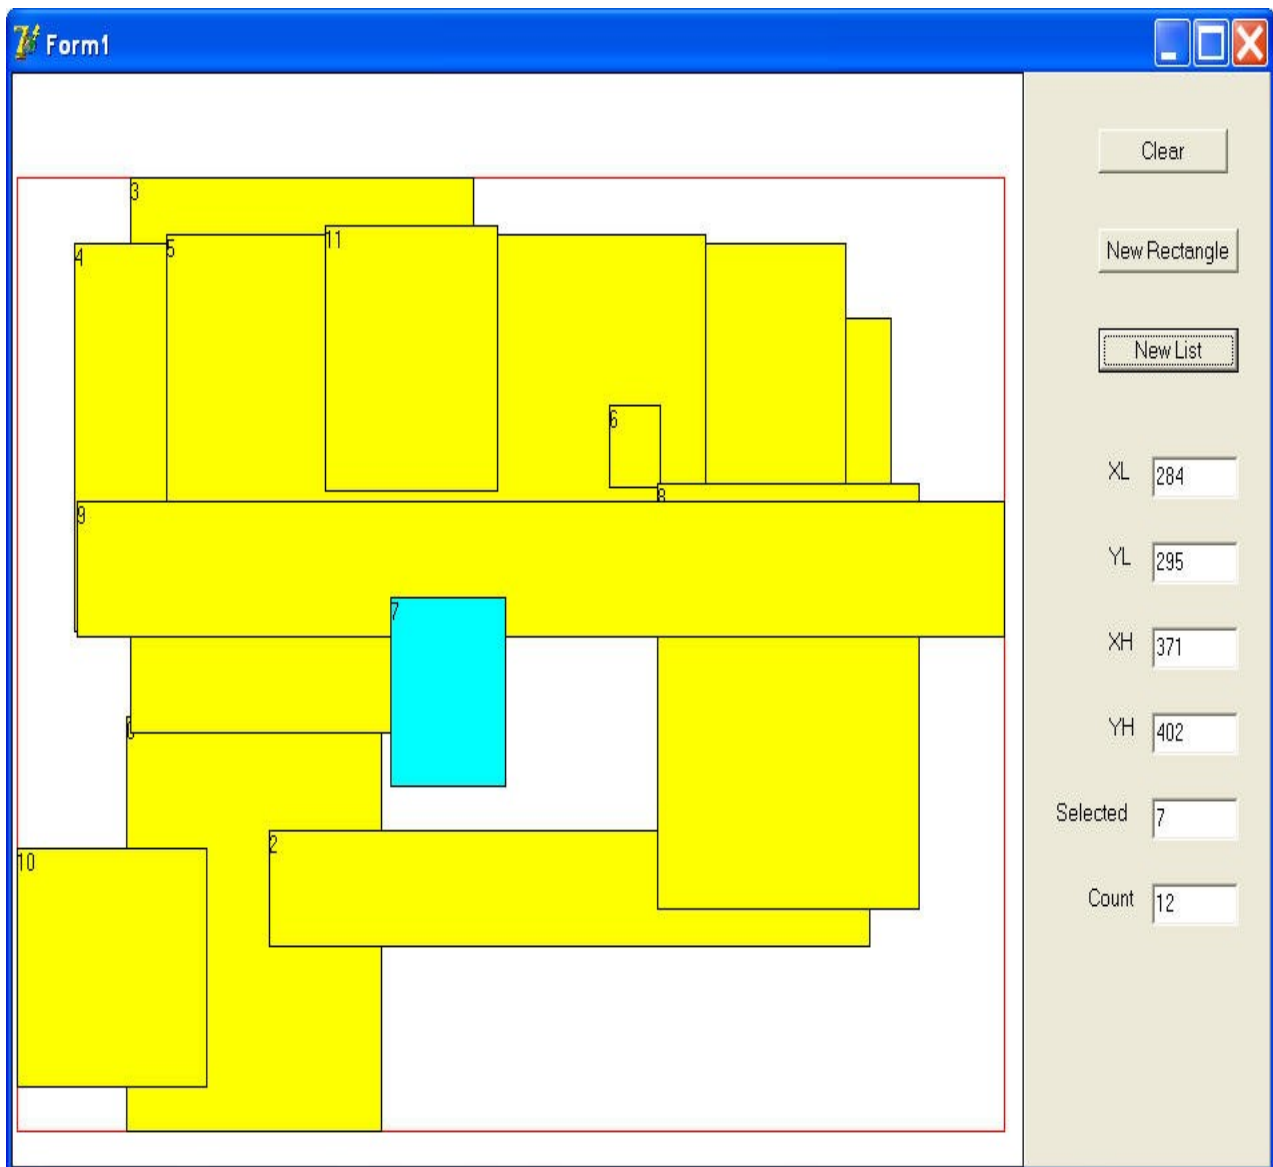 Form1
Clear
3
New Rectangle
11
5
4
New List
6
XL 284
8
9
YL 295
7
XH 371
YH 402
Selected 7
2
10
Count 12